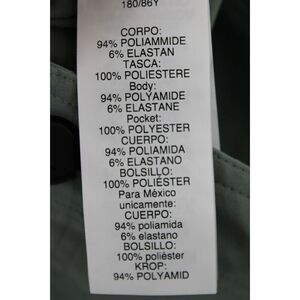 180/86Y
CORPO:
94% POLIAMMIDE
6% ELASTAN
TASCA:
100% POLIESTERE
Body:
94% POLYAMIDE
6% ELASTANE
Pocket:
100% POLYESTER
CUERPO:
94% POLIAMIDA
6% ELASTANO
BOLSILLO:
100% POLIÉSTER
Para México
unicamente:
CUERPO:
94% poliamida
6% elastano
BOLSILLO:
100% poliéster
KROP:
94% POLYAMID